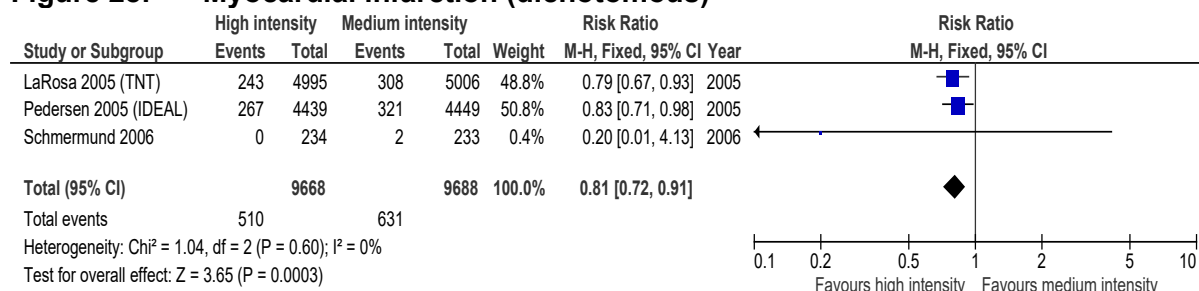 Figure 28: Myocardial infarction (dichotomous)
High intensity Medium intensity Risk Ratio Risk Ratio
Study or Subgroup Events Total Events Total Weight M-H, Fixed, 95% CI Year M-H, Fixed, 95% CI
LaRosa 2005 (TNT) 243 4995 308 5006 48.8% 0.79 [0.67, 0.93] 2005
Pedersen 2005 (IDEAL) 267 4439 321 4449 50.8% 0.83 [0.71, 0.98] 2005
Schmermund 2006 0 234 2 233 0.4% 0.20 [0.01, 4.13] 2006
Total (95% CI) 9668 9688 100.0% 0.81 [0.72, 0.91]
Total events 510 631
Heterogeneity: Chi² = 1.04, df = 2 (P = 0.60); I² = 0%
Test for overall effect: Z = 3.65 (P = 0.0003)
0.1 0.2 0.5 1 2 5 10
Favours high intensity Favours medium intensity